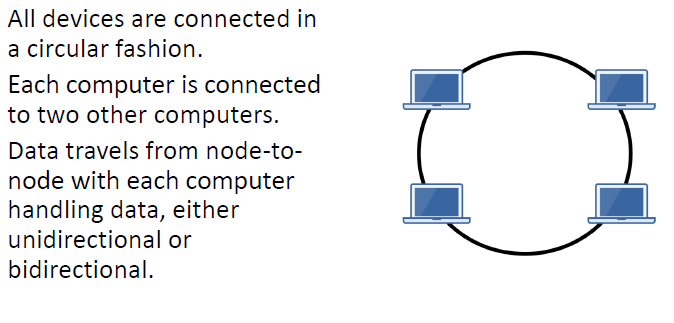 All devices are connected in
a circular fashion.
Each computer is connected
to two other computers.
Data travels from node-to-
node with each computer
handling data, either
unidirectional or
bidirectional.